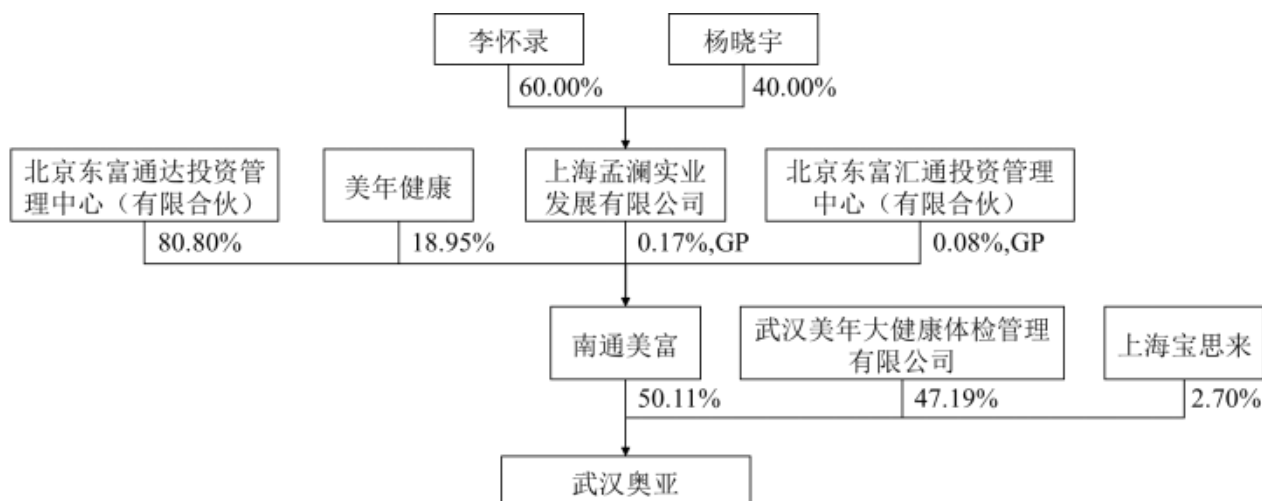 李怀录
杨晓宇
60.00%
40.00%
北京东富通达投资管
理中心（有限合伙）
美年健康
上海孟澜实业
发展有限公司
北京东富汇通投资管理
中心（有限合伙）
80.80%
18.95%
0.17%,GP
0.08%,GP
南通美富
武汉美年大健康体检管理
有限公司
上海宝思来
50.11%
47.19%
2.70%
武汉奥亚